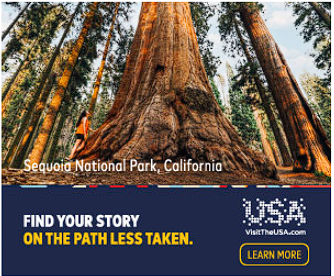 Sequoia National Park, California
FIND YOUR STORY
ON THE PATH LESS TAKEN.
USA
VisitTheUSA.com
LEARN MORE